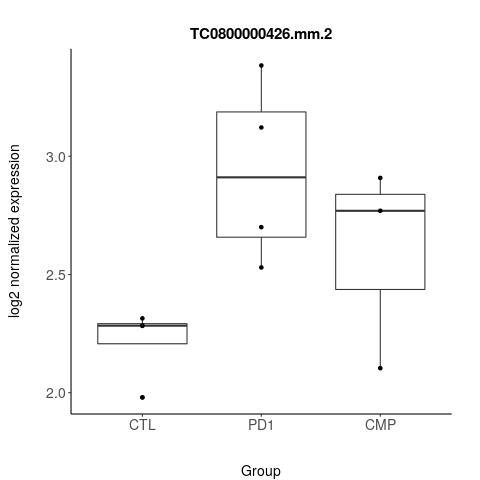 TC0800000426.mm.2
log2 normalized expression
3.0
2.5
2.0
CTL PD1 CMP
Group